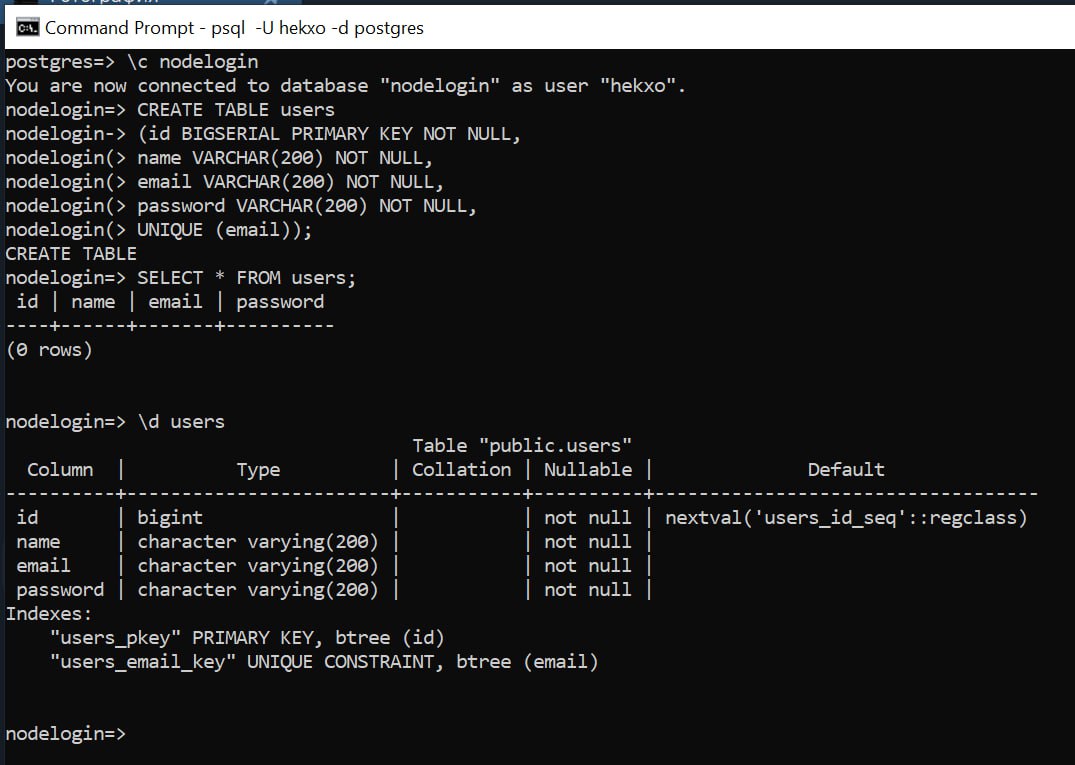 Command Prompt - psql  -U hekxo -d postgres
postgres=> \c nodelogin
You are now connected to database "nodelogin" as user "hekxo".
nodelogin=> CREATE TABLE users
nodelogin-> (id BIGSERIAL PRIMARY KEY NOT NULL,
nodelogin(> name VARCHAR(200) NOT NULL,
nodelogin(> email VARCHAR(200) NOT NULL,
nodelogin(> password VARCHAR(200) NOT NULL,
nodelogin(> UNIQUE (email));
CREATE TABLE
nodelogin=> SELECT * FROM users;
 id | name | email | password
----+------+-------+----------
(0 rows)
nodelogin=> \d users
                                     Table "public.users"
  Column  |          Type          | Collation | Nullable |              Default
----------+------------------------+-----------+----------+-----------------------------------
 id       | bigint                 |           | not null | nextval('users_id_seq'::regclass)
 name     | character varying(200) |           | not null |
 email    | character varying(200) |           | not null |
 password | character varying(200) |           | not null |
Indexes:
    "users_pkey" PRIMARY KEY, btree (id)
    "users_email_key" UNIQUE CONSTRAINT, btree (email)
nodelogin=>